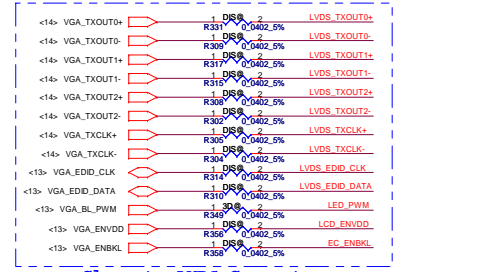 <14> VGA_TXOUT0+ 1 DIS@ 2 LVDS_TXOUT0+
R331 0_0402_5%
<14> VGA_TXOUT0- 1 DIS@ 2 LVDS_TXOUT0-
R309 0_0402_5%
<14> VGA_TXOUT1+ 1 DIS@ 2 LVDS_TXOUT1+
R317 0_0402_5%
<14> VGA_TXOUT1- 1 DIS@ 2 LVDS_TXOUT1-
R315 0_0402_5%
<14> VGA_TXOUT2+ 1 DIS@ 2 LVDS_TXOUT2+
R308 0_0402_5%
<14> VGA_TXOUT2- 1 DIS@ 2 LVDS_TXOUT2-
R302 0_0402_5%
<14> VGA_TXCLK+ 1 DIS@ 2 LVDS_TXCLK+
R305 0_0402_5%
<14> VGA_TXCLK- 1 DIS@ 2 LVDS_TXCLK-
R304 0_0402_5%
<13> VGA_EDID_CLK 1 DIS@ 2 LVDS_EDID_CLK
R314 0_0402_5%
<13> VGA_EDID_DATA 1 DIS@ 2 LVDS_EDID_DATA
R310 0_0402_5%
<13> VGA_BL_PWM 1 3D@ 2 LED_PWM
R349 0_0402_5%
<13> VGA_ENVDD 1 DIS@ 2 LCD_ENVDD
R356 0_0402_5%
<13> VGA_ENBKL 1 DIS@ 2 EC_ENBKL
R358 0_0402_5%